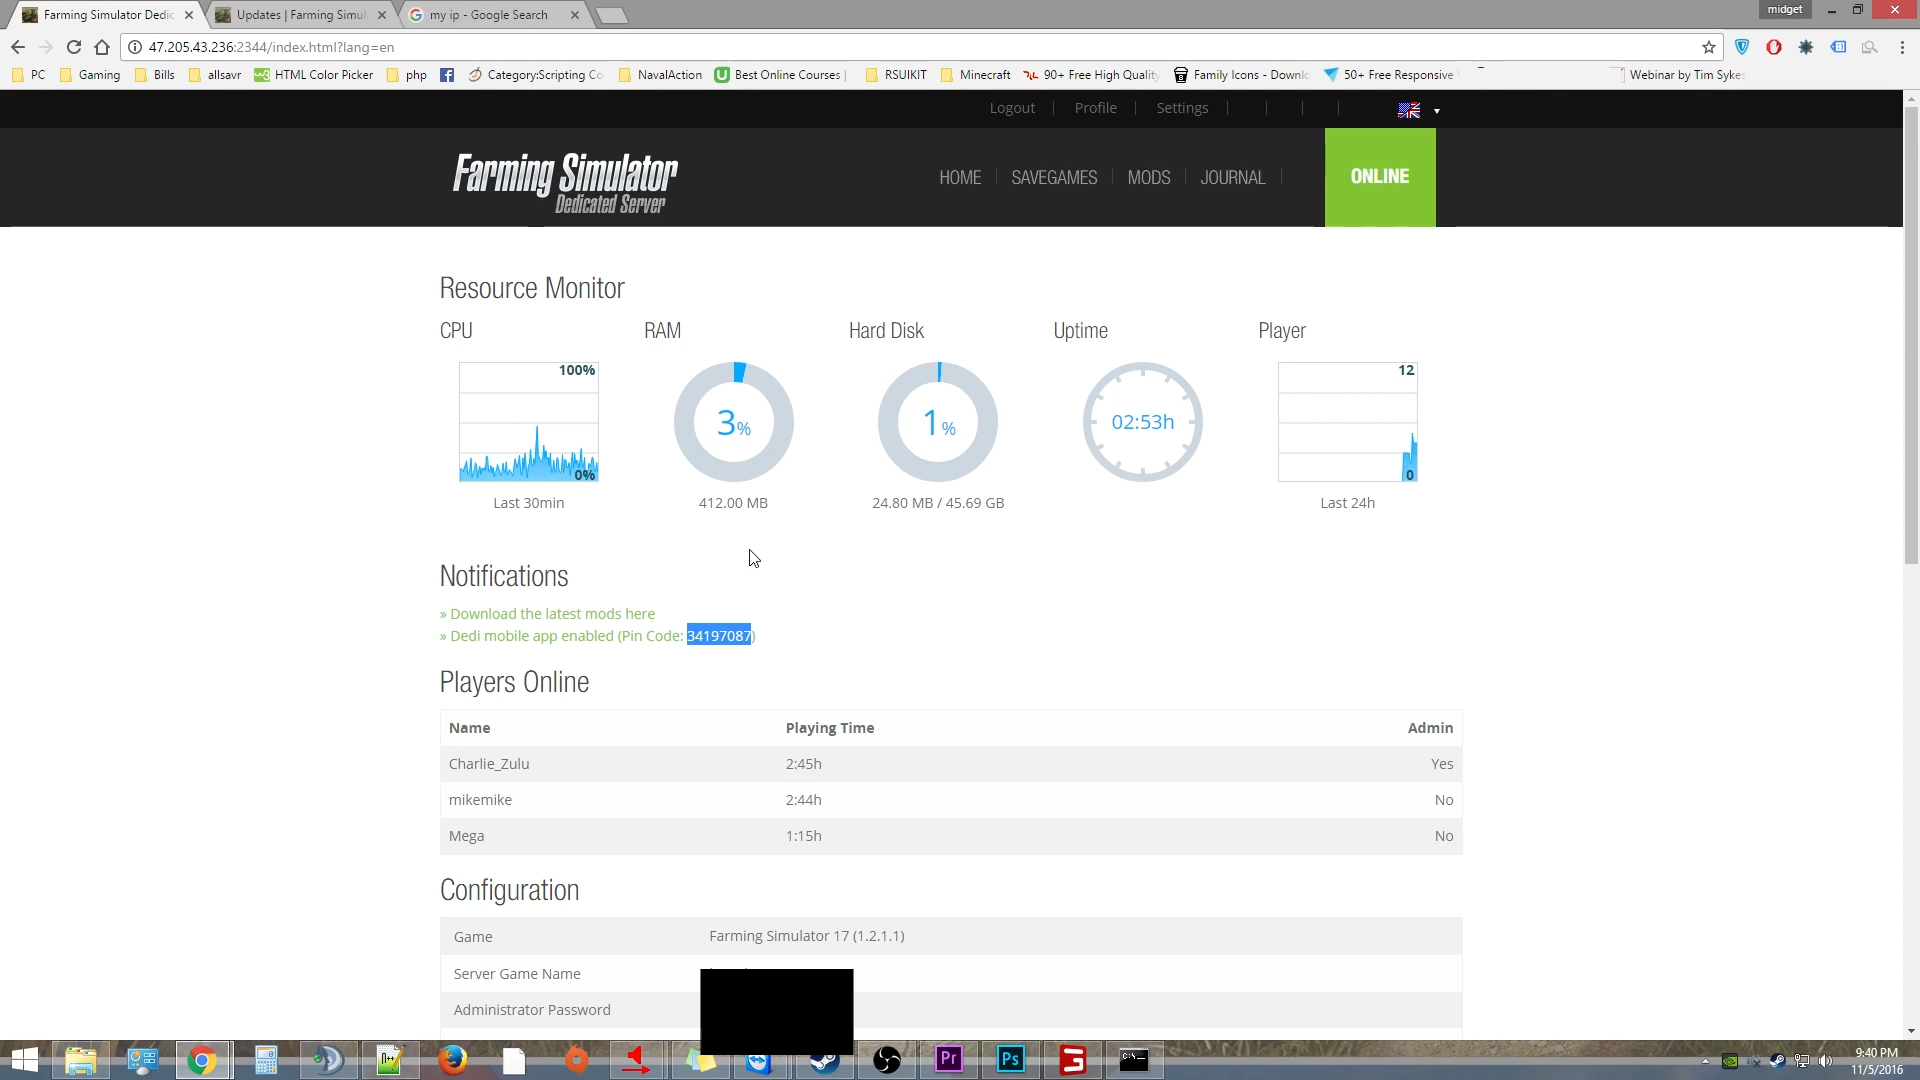 Farming Simulator Dedic
Updates | Farming Simul
my ip - Google Search
midget
47.205.43.236:2344/index.html?lang=en
PC
Gaming
Bills
allsavr
HTML Color Picker
php
Category:Scripting Co
NavalAction
Best Online Courses |
RSUIKIT
Minecraft
90+ Free High Quality
Family Icons - Downl
50+ Free Responsive
Webinar by Tim Sykes
Logout
Profile
Settings
Farming Simulator
Dedicated Server
HOME
SAVEGAMES
MODS
JOURNAL
ONLINE
Resource Monitor
CPU
RAM
Hard Disk
Uptime
Player
100%
0%
3%
1%
02:53h
12
0
Last 30min
412.00 MB
24.80 MB / 45.69 GB
Last 24h
Notifications
» Download the latest mods here
» Dedi mobile app enabled (Pin Code: 34197087)
Players Online
Name Playing Time Admin
Charlie_Zulu 2:45h Yes
mikemike 2:44h No
Mega 1:15h No
Configuration
Game Farming Simulator 17 (1.2.1.1)
Server Game Name
Administrator Password
Pr
Ps
9:40 PM
11/5/2016